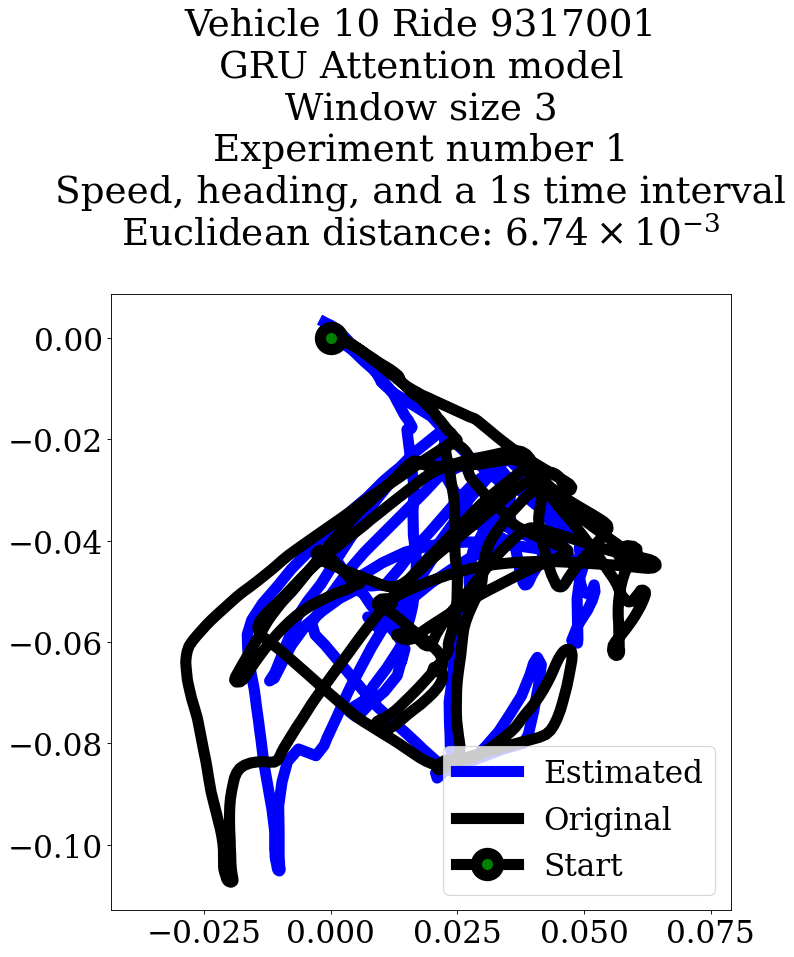 Vehicle 10 Ride 9317001
GRU Attention model
Window size 3
Experiment number 1
Speed, heading, and a 1s time interval
Euclidean distance: 6.74 × 10⁻³
0.00
−0.02
−0.04
−0.06
−0.08
−0.10
Estimated
Original
Start
−0.025 0.000 0.025 0.050 0.075